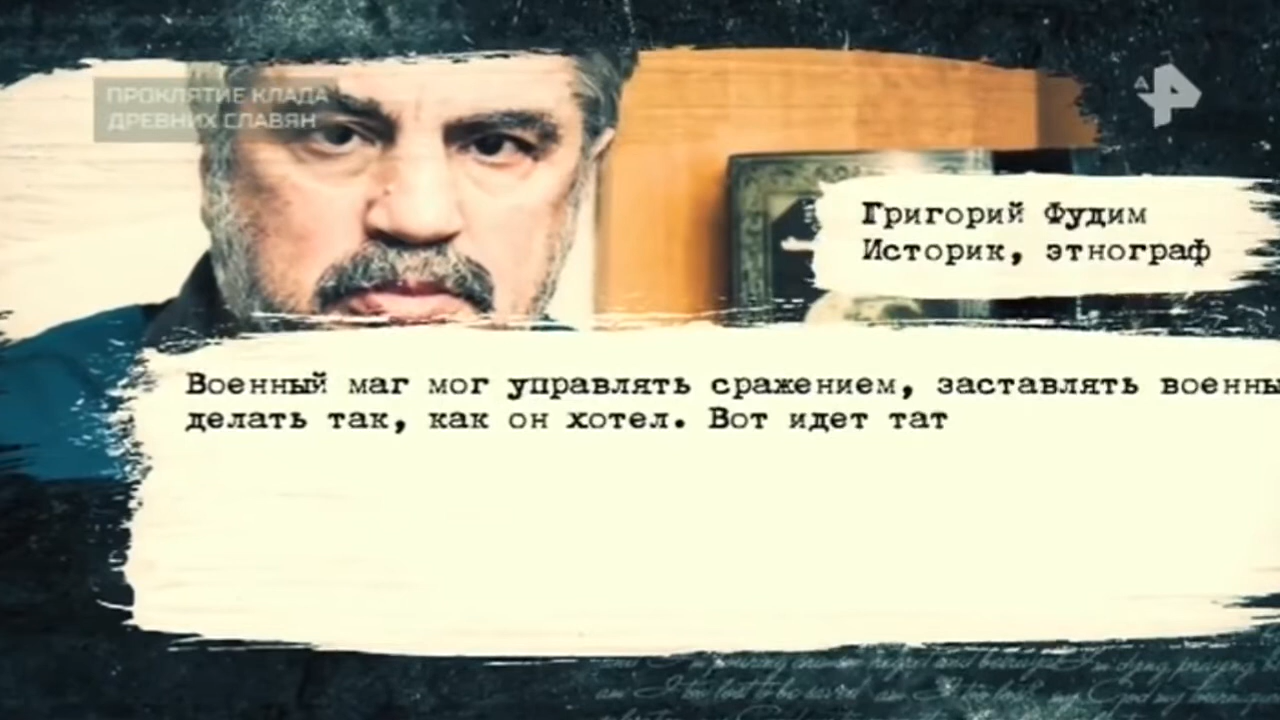 ПРОКЛЯТИЕ КЛАДА
ДРЕВНИХ СЛАВЯН
Григорий Фудим
Историк, этнограф
Военный маг мог управлять сражением, заставлять военны
делать так, как он хотел. Вот идет тат